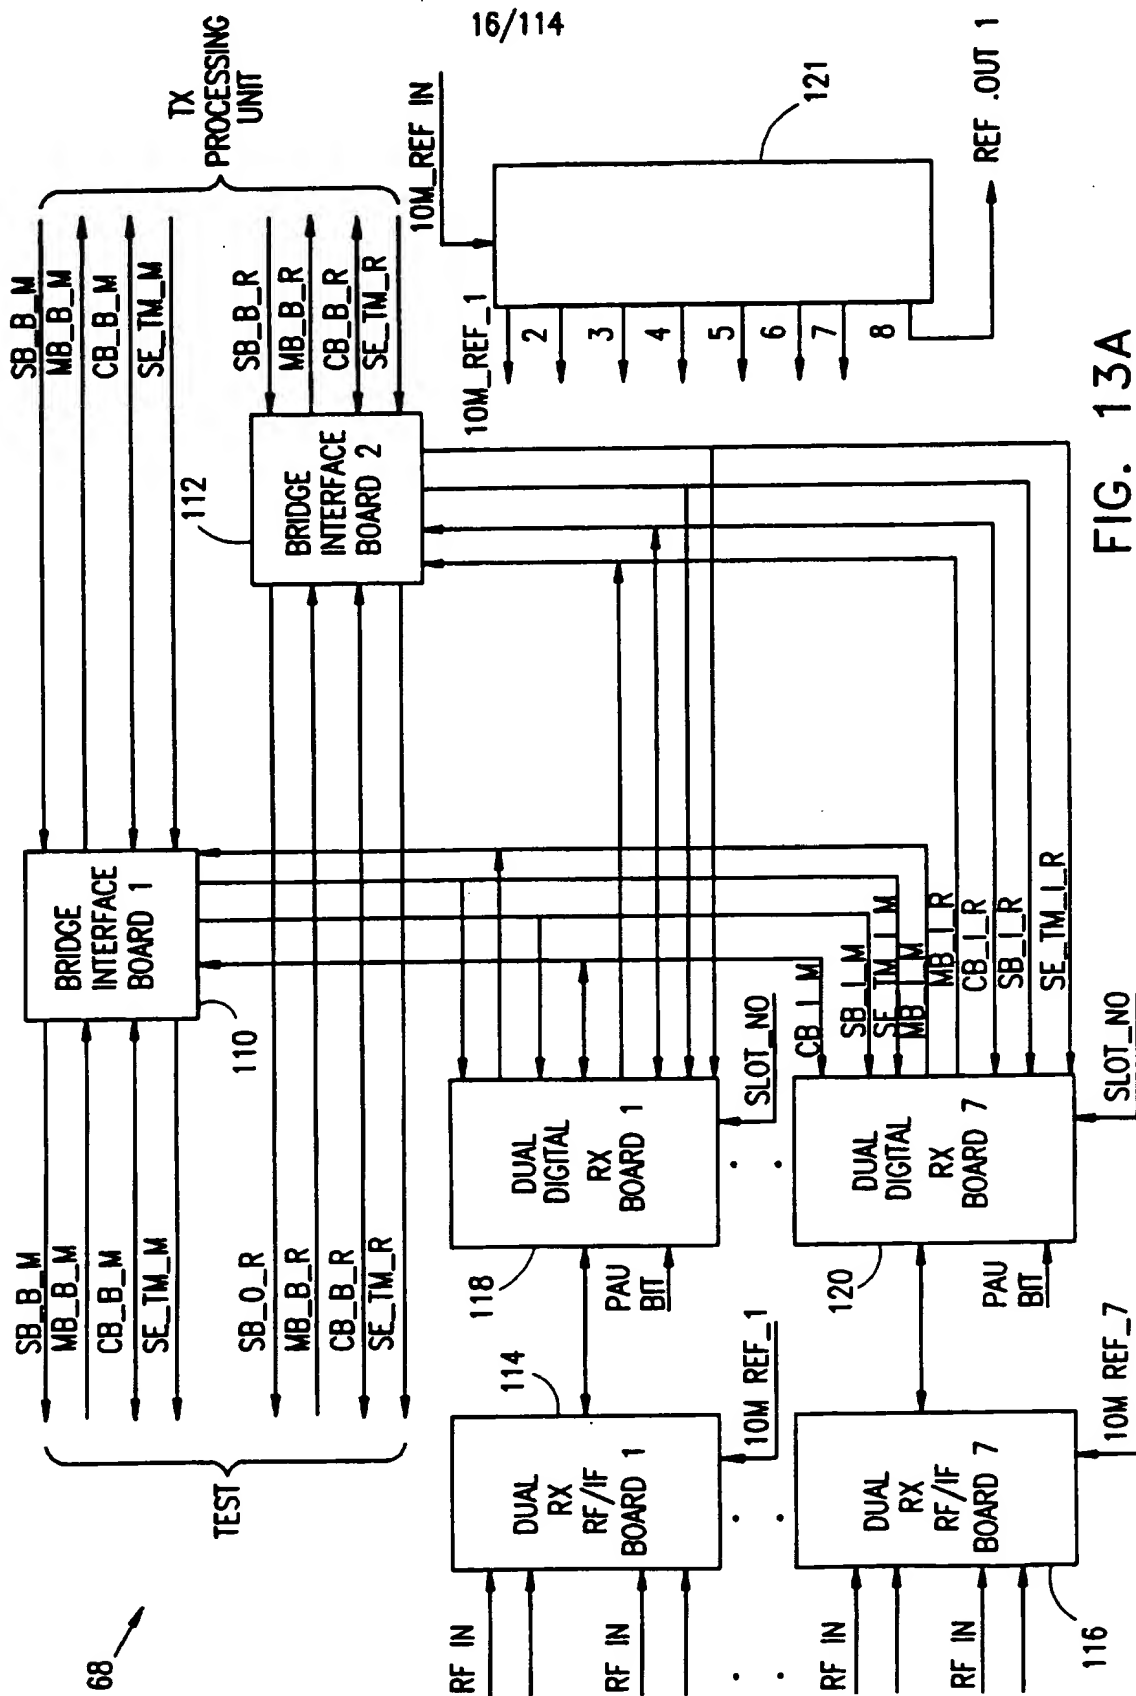 16/114
68
TX
PROCESSING
UNIT
SB_B_M
MB_B_M
CB_B_M
SE_TM_M
SB_B_R
MB_B_R
CB_B_R
SE_TM_R
BRIDGE
INTERFACE
BOARD 1
110
BRIDGE
INTERFACE
BOARD 2
112
SB_B_M
MB_B_M
CB_B_M
SE_TM_M
SB_O_R
MB_B_R
CB_B_R
SE_TM_R
TEST
10M_REF IN
121
10M_REF_1
2
3
4
5
6
7
8
REF .OUT 1
RF IN
RF IN
DUAL
RX
RF/IF
BOARD 1
114
10M REF_1
DUAL
DIGITAL
RX
BOARD 1
118
PAU
BIT
SLOT_NO
RF IN
RF IN
DUAL
RX
RF/IF
BOARD 7
116
10M REF_7
DUAL
DIGITAL
RX
BOARD 7
120
PAU
BIT
SLOT_NO
CB_I_M
SB_I_M
SE_TM_I_M
MB_I_M
MB_I_R
CB_I_R
SB_I_R
SE_TM_I_R
FIG. 13A